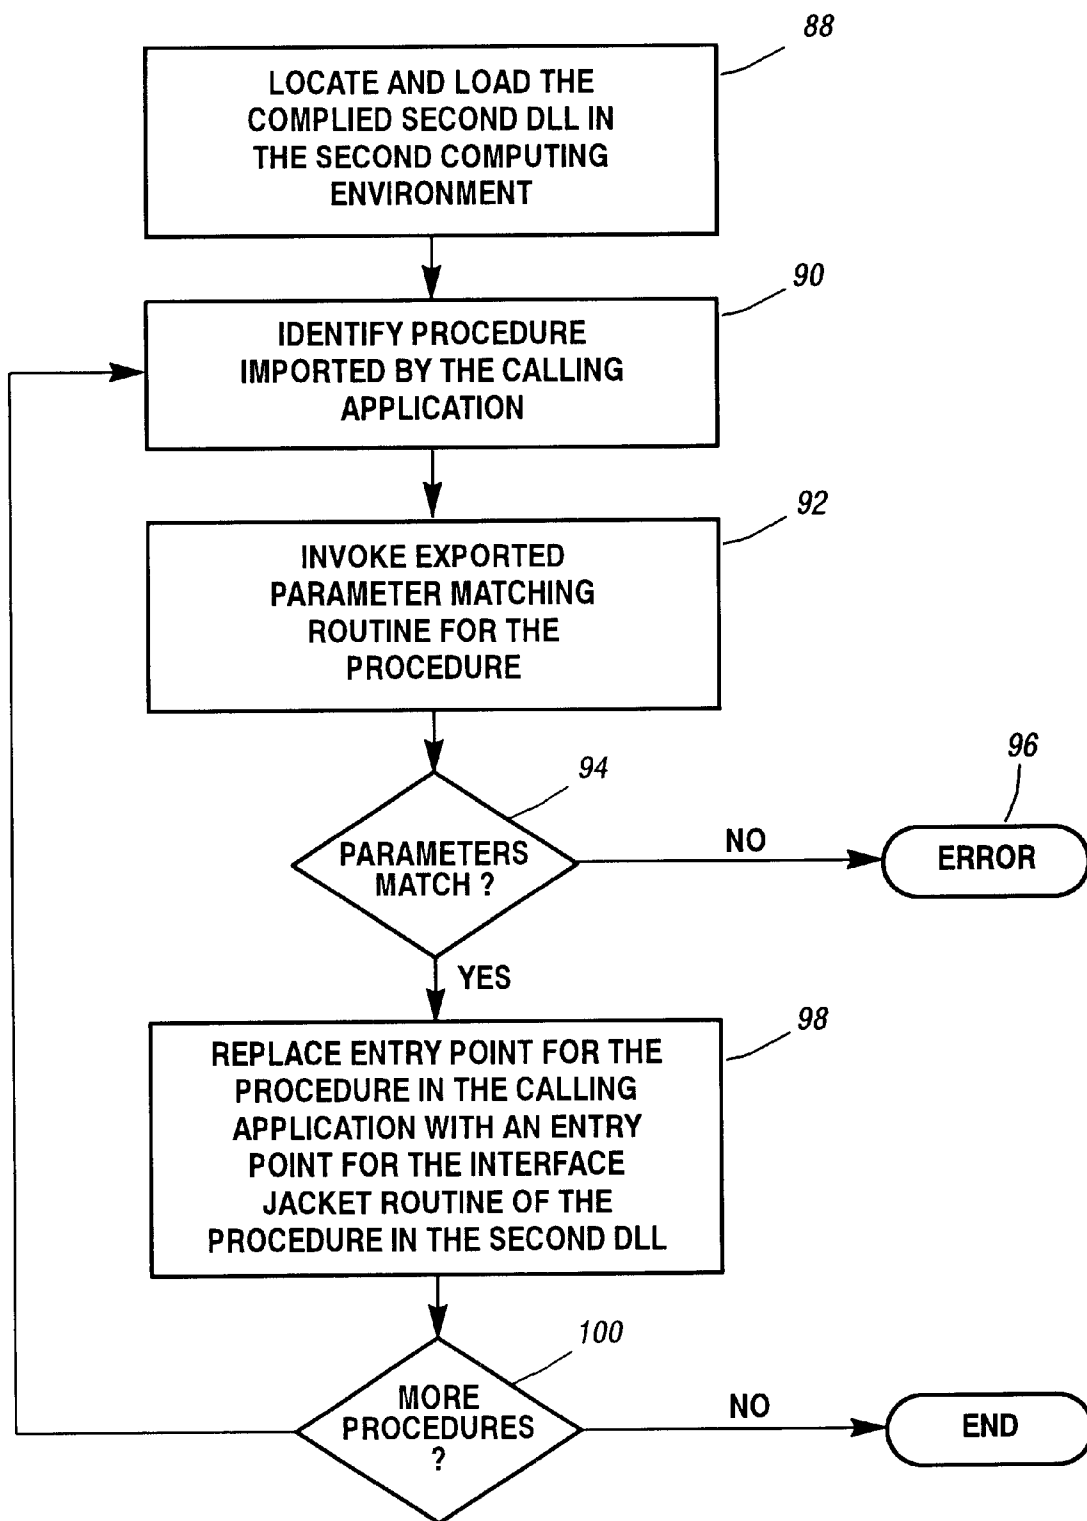 88
LOCATE AND LOAD THE
COMPLIED SECOND DLL IN
THE SECOND COMPUTING
ENVIRONMENT
90
IDENTIFY PROCEDURE
IMPORTED BY THE CALLING
APPLICATION
92
INVOKE EXPORTED
PARAMETER MATCHING
ROUTINE FOR THE
PROCEDURE
94
PARAMETERS
MATCH ?
NO
96
ERROR
YES
98
REPLACE ENTRY POINT FOR THE
PROCEDURE IN THE CALLING
APPLICATION WITH AN ENTRY
POINT FOR THE INTERFACE
JACKET ROUTINE OF THE
PROCEDURE IN THE SECOND DLL
100
MORE
PROCEDURES
?
NO
END